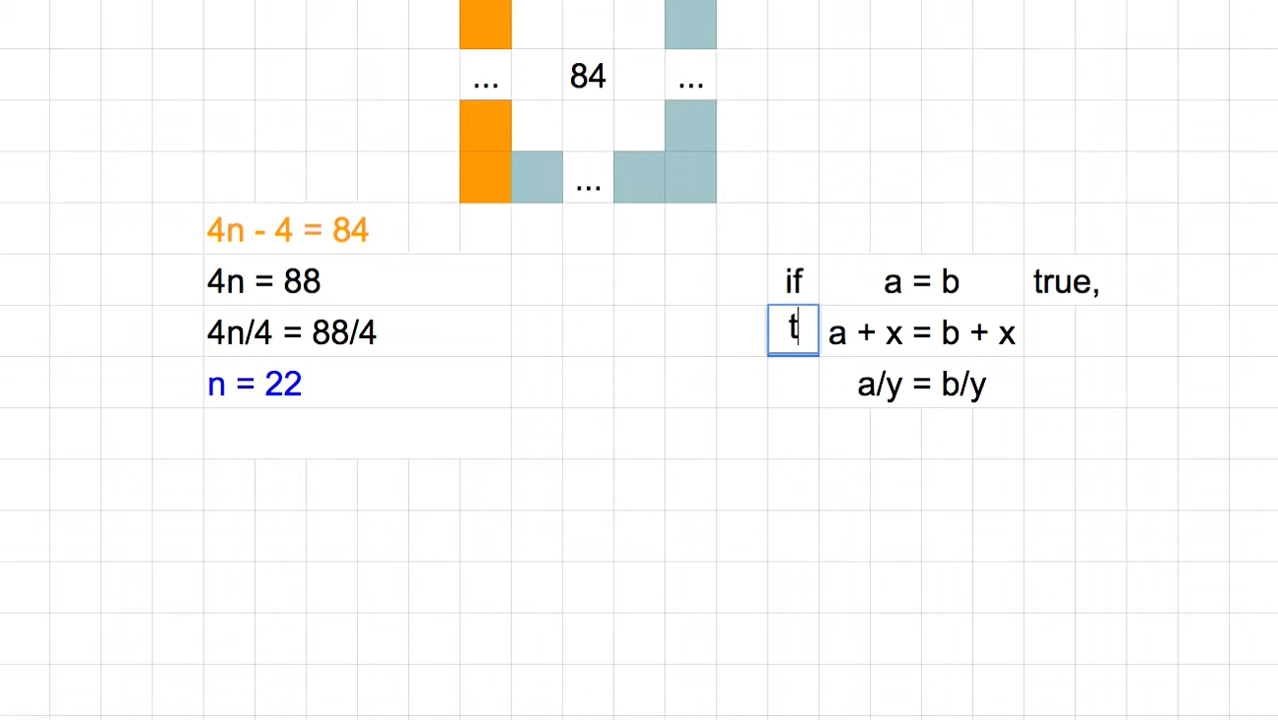 ... 84 ...
...
4n - 4 = 84
4n = 88
if a = b true,
4n/4 = 88/4
t a + x = b + x
n = 22
a/y = b/y